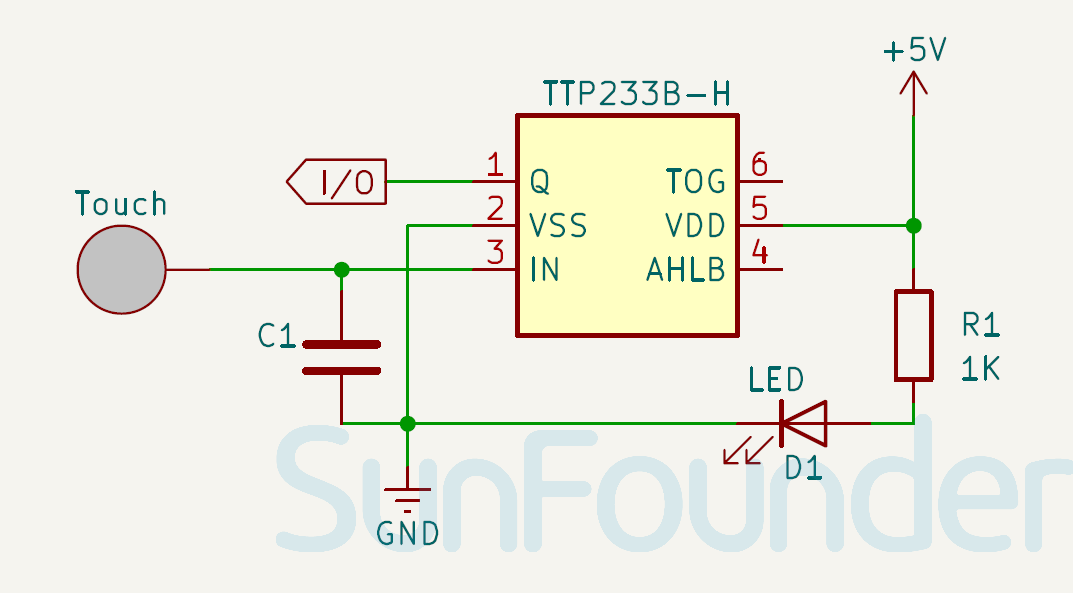 +5V
TTP233B-H
1
6
I/O
Q
TOG
Touch
2
5
VSS
VDD
3
4
IN
AHLB
C1
R1
1K
LED
D1
GND
SunFounder